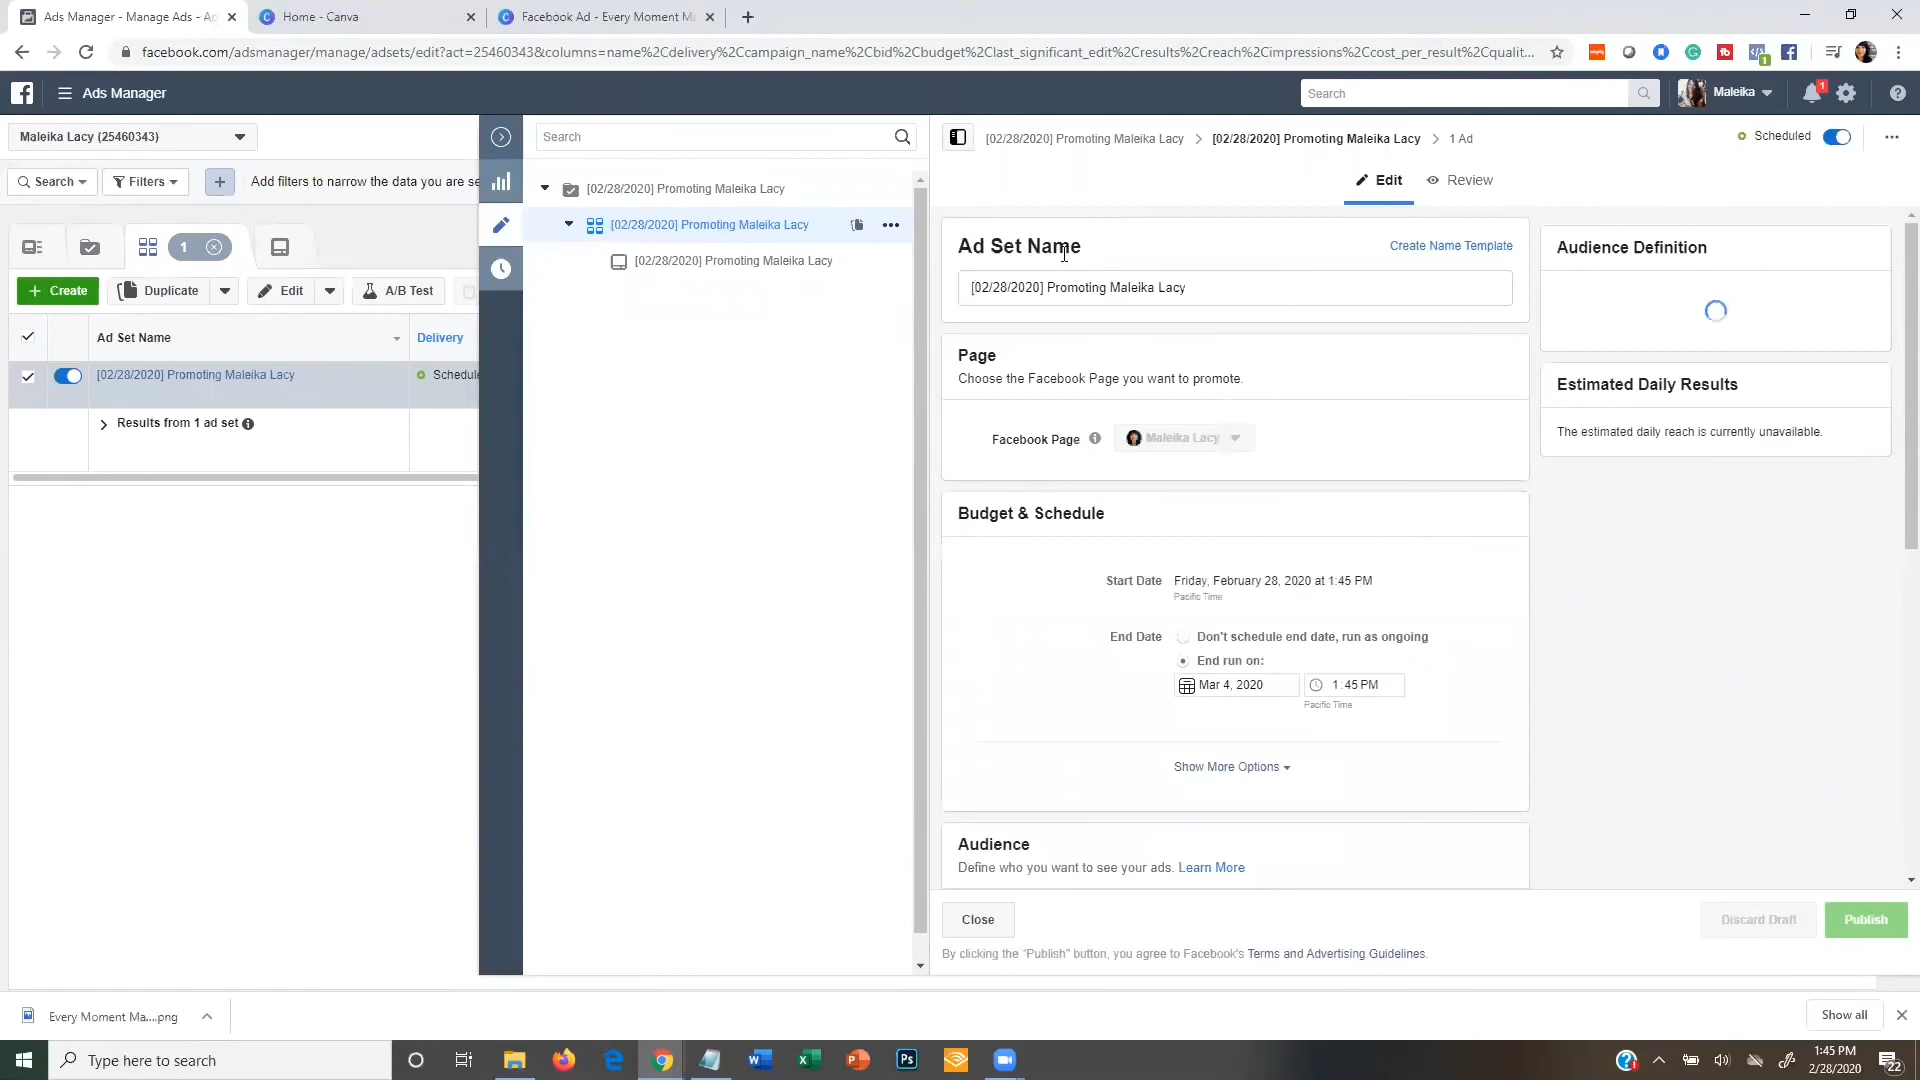 Ads Manager - Manage Ads - Ac
Home - Canva
Facebook Ad - Every Moment Ma
facebook.com/adsmanager/manage/adsets/edit?act=25460343&columns=name%2Cdelivery%2Ccampaign_name%2Cbid%2Cbudget%2Clast_significant_edit%2Cresults%2Creach%2Cimpressions%2Ccost_per_result%2Cqualit...
Ads Manager
Search
Maleika
1
Maleika Lacy (25460343)
Search
[02/28/2020] Promoting Maleika Lacy
[02/28/2020] Promoting Maleika Lacy
1 Ad
Scheduled
Search
Filters
Add filters to narrow the data you are se
Edit
Review
[02/28/2020] Promoting Maleika Lacy
[02/28/2020] Promoting Maleika Lacy
[02/28/2020] Promoting Maleika Lacy
1
Create
Duplicate
Edit
A/B Test
Ad Set Name
Delivery
[02/28/2020] Promoting Maleika Lacy
Schedule
Results from 1 ad set
Ad Set Name
Create Name Template
[02/28/2020] Promoting Maleika Lacy
Page
Choose the Facebook Page you want to promote.
Facebook Page
Maleika Lacy
Budget & Schedule
Start Date
Friday, February 28, 2020 at 1:45 PM
Pacific Time
End Date
Don't schedule end date, run as ongoing
End run on:
Mar 4, 2020
1:45 PM
Pacific Time
Show More Options
Audience
Define who you want to see your ads. Learn More
Audience Definition
Estimated Daily Results
The estimated daily reach is currently unavailable.
Close
Discard Draft
Publish
By clicking the "Publish" button, you agree to Facebook's Terms and Advertising Guidelines.
Every Moment Ma....png
Show all
Type here to search
1:45 PM
2/28/2020
22